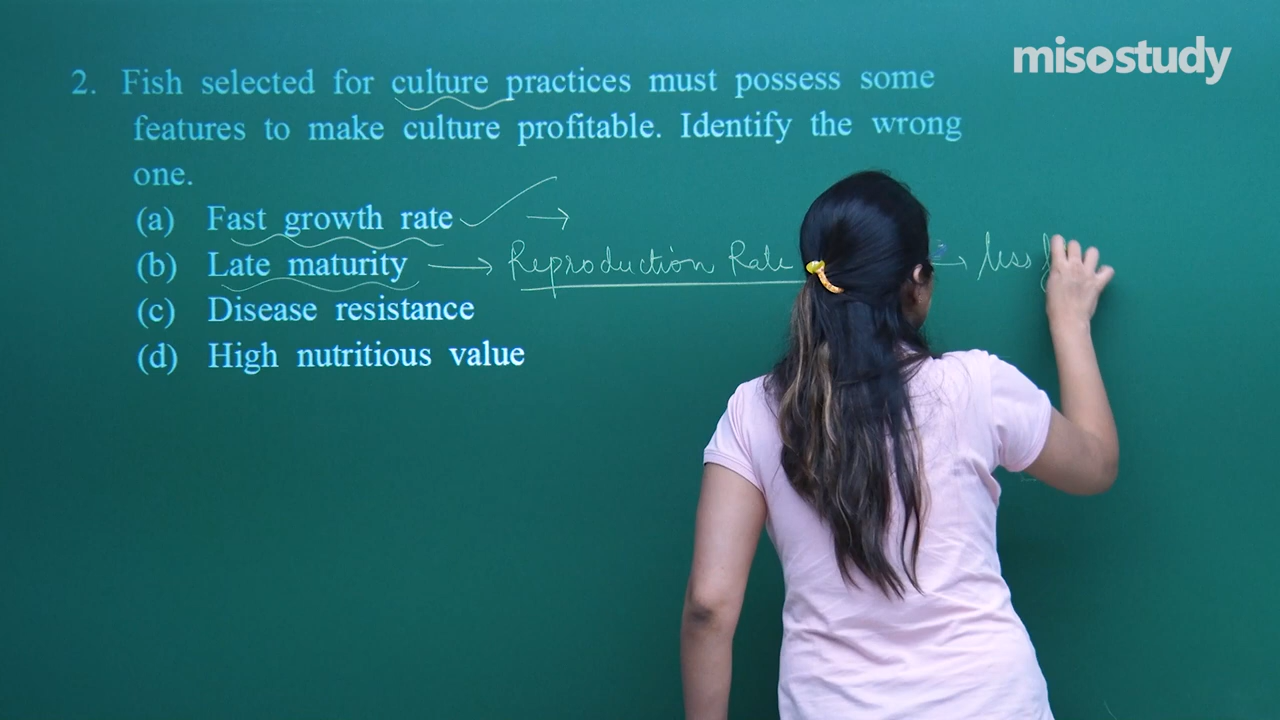 misostudy
2. Fish selected for culture practices must possess some
features to make culture profitable. Identify the wrong
one.
(a) Fast growth rate →
(b) Late maturity → Reproduction Rate → less
(c) Disease resistance
(d) High nutritious value